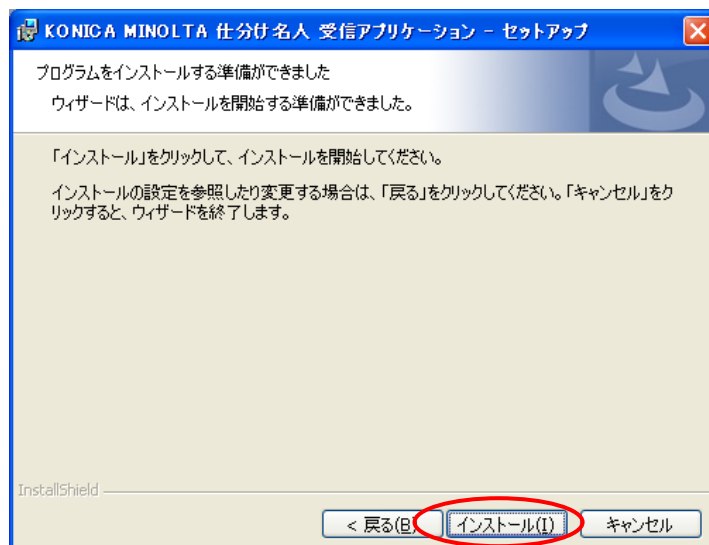 KONICA MINOLTA 仕分け名人 受信アプリケーション - セットアップ
プログラムをインストールする準備ができました
ウィザードは、インストールを開始する準備ができました。
「インストール」をクリックして、インストールを開始してください。
インストールの設定を参照したり変更する場合は、「戻る」をクリックしてください。「キャンセル」をク
リックすると、ウィザードを終了します。
InstallShield
< 戻る(B) インストール(I) キャンセル